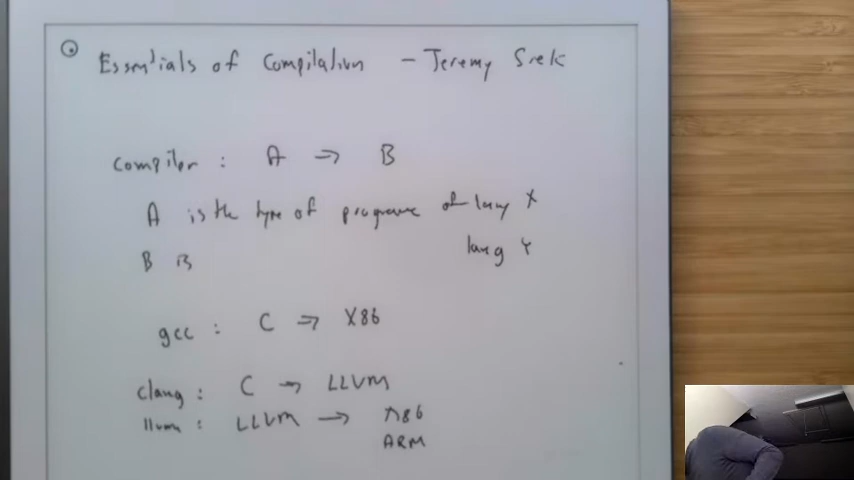 Essentials of Compilation - Jeremy Siek
compiler : A → B
A is the type of programs of lang X
B is lang Y
gcc : C → X86
clang : C → LLVM
llvm : LLVM → X86
ARM